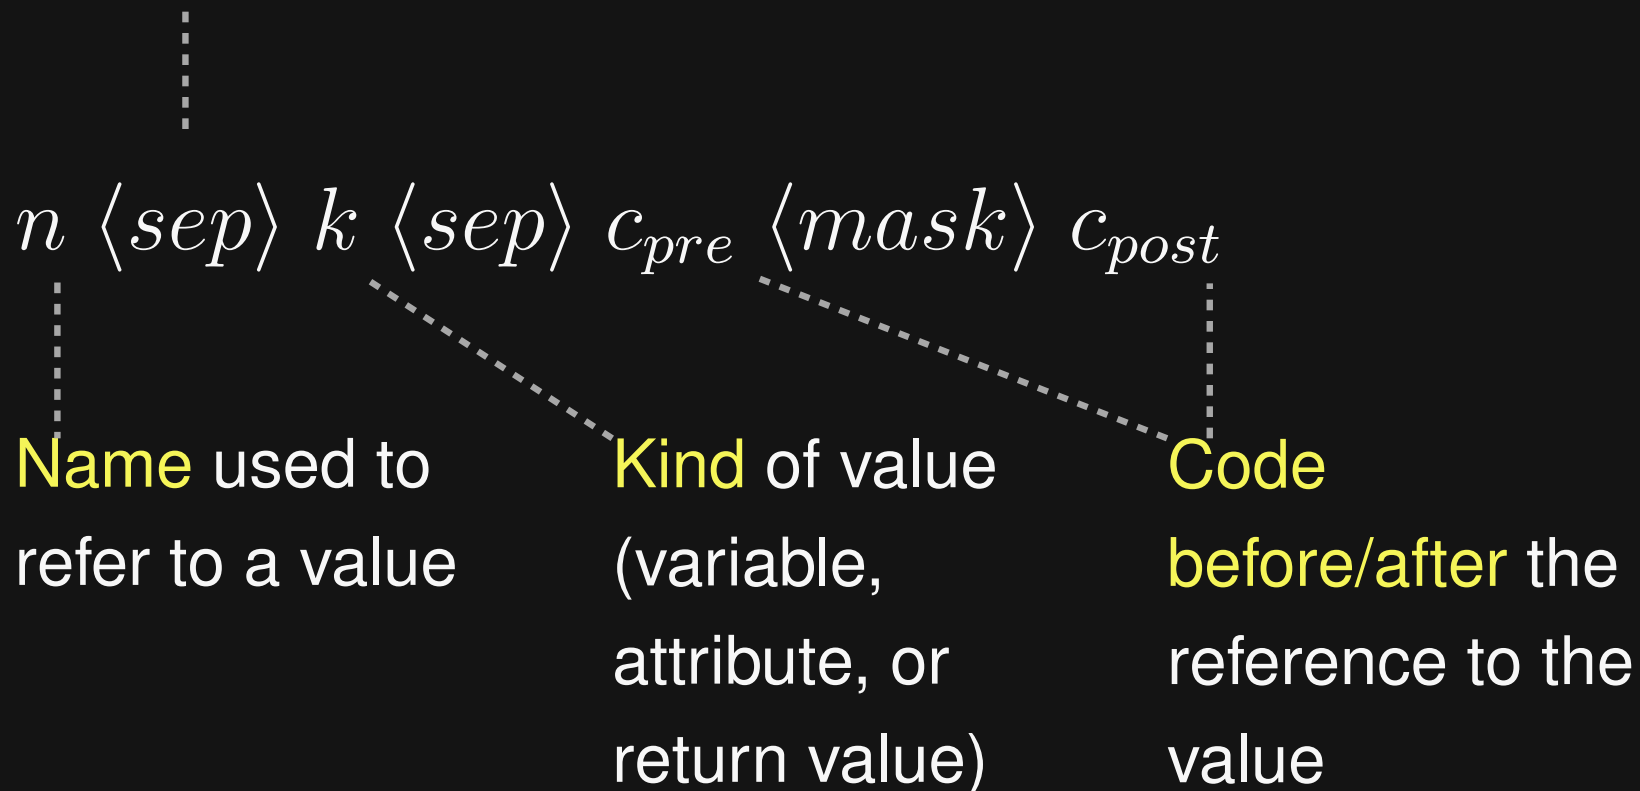 n ⟨sep⟩ k ⟨sep⟩ c_pre ⟨mask⟩ c_post
Name used to refer to a value
Kind of value (variable, attribute, or return value)
Code before/after the reference to the value